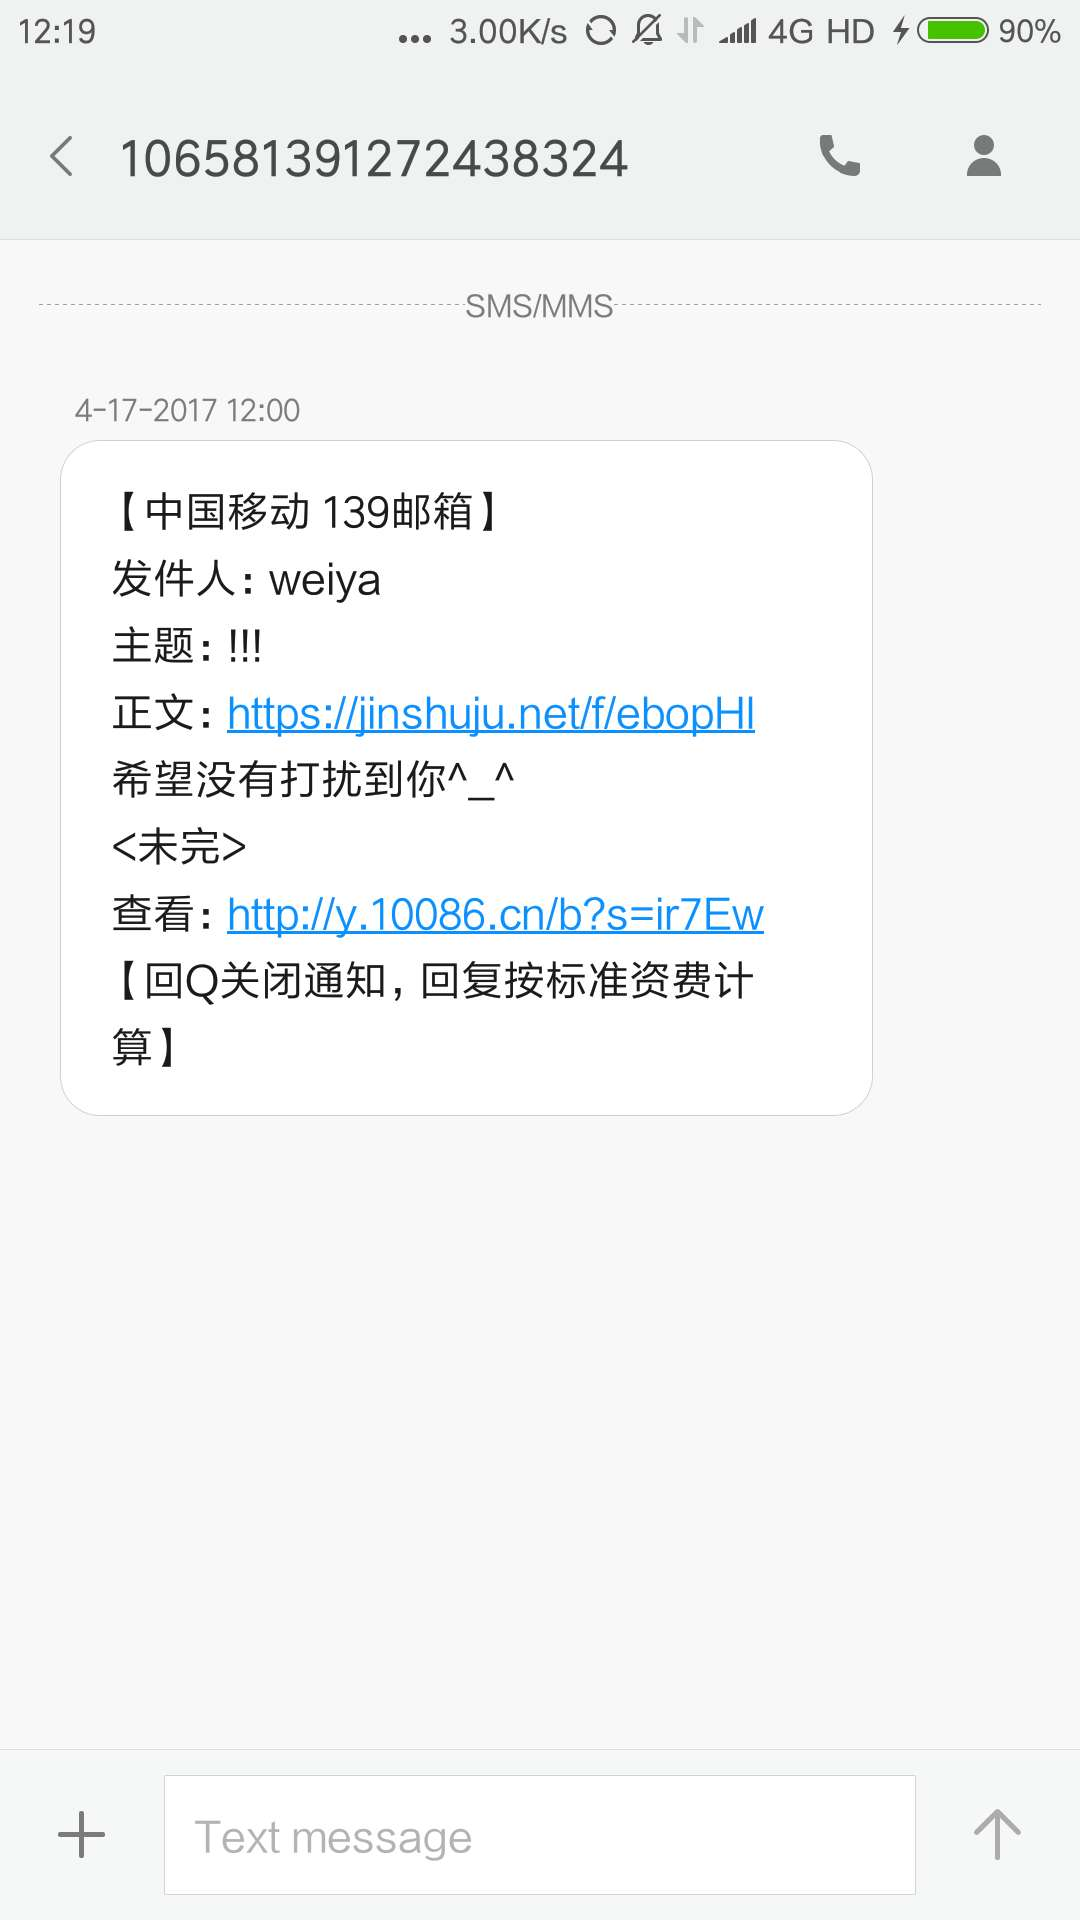 12:19
... 3.00K/s 4G HD 90%
106581391272438324
SMS/MMS
4-17-2017 12:00
【中国移动 139邮箱】
发件人：weiya
主题：!!!
正文：https://jinshuju.net/f/ebopHl
希望没有打扰到你^_^
<未完>
查看：http://y.10086.cn/b?s=ir7Ew
【回Q关闭通知，回复按标准资费计
算】
Text message